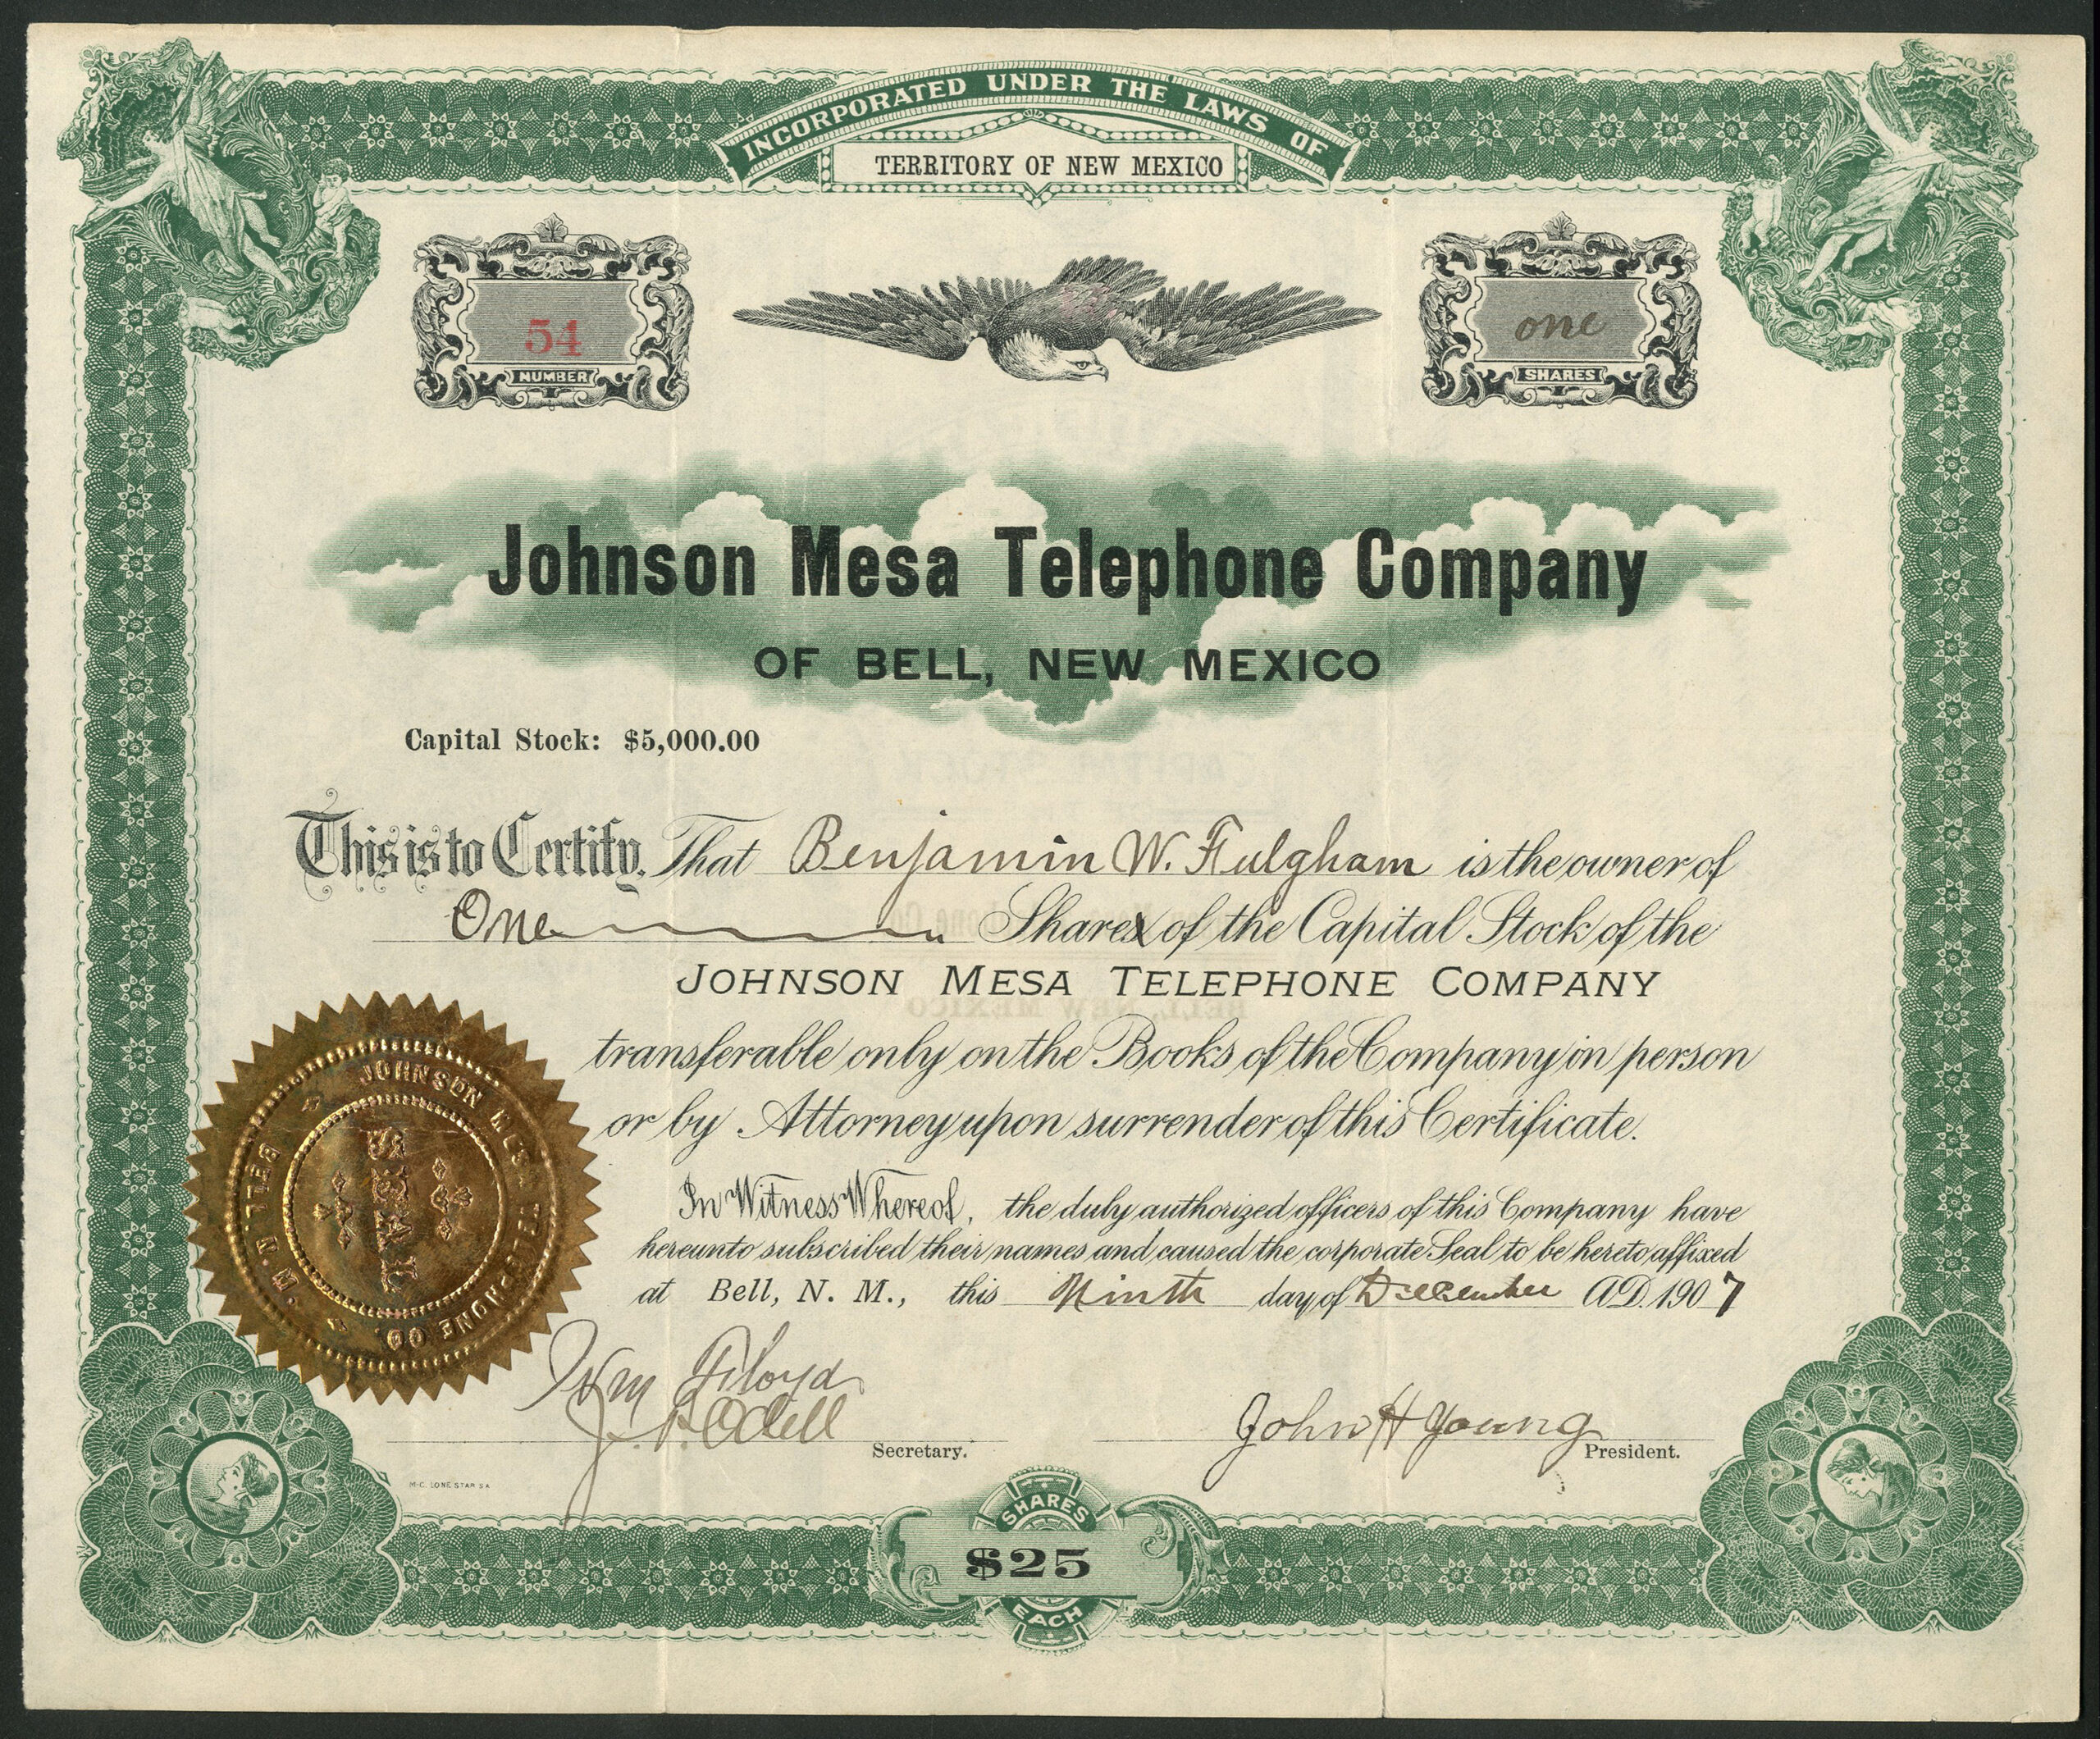 INCORPORATED UNDER THE LAWS OF
TERRITORY OF NEW MEXICO
54
NUMBER
one
SHARES
Johnson Mesa Telephone Company
OF BELL, NEW MEXICO
Capital Stock: $5,000.00
This is to Certify, That Benjamin W. Fulgham is the owner of
One Shares of the Capital Stock of the
JOHNSON MESA TELEPHONE COMPANY
transferable only on the Books of the Company in person
or by Attorney upon surrender of this Certificate.
In Witness Whereof, the duly authorized officers of this Company have
hereunto subscribed their names and caused the corporate Seal to be hereto affixed
at Bell, N. M., this Ninth day of December A.D. 1907
JOHNSON MESA TELEPHONE CO.
BELL, N. M.
SEAL
Wm Floyd
J. P. Odell
Secretary.
John H Young
President.
M-C. LONE STAR SA
SHARES
$25
EACH